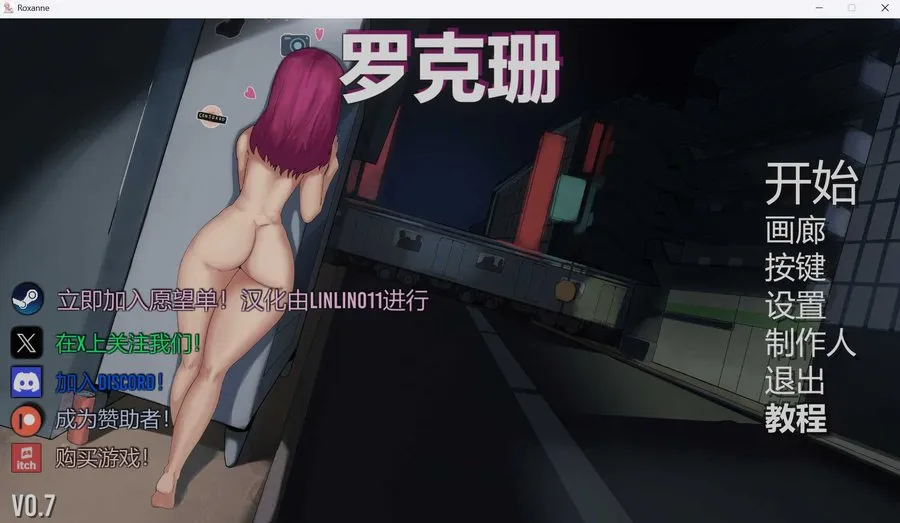 Roxanne
罗克珊
CENSORED
开始
画廊
按键
设置
制作人
退出
教程
立即加入愿望单！汉化由LINLIN011进行
在X上关注我们！
加入DISCORD！
成为赞助者！
itch
购买游戏！
V0.7